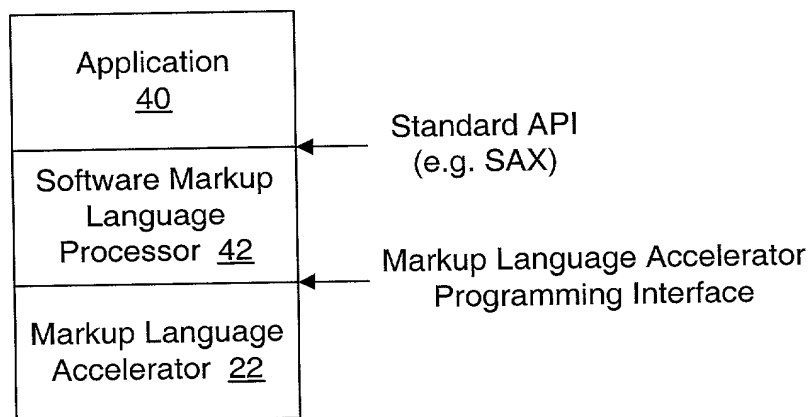 Application
40
Standard API
(e.g. SAX)
Software Markup
Language
Processor 42
Markup Language Accelerator
Programming Interface
Markup Language
Accelerator 22